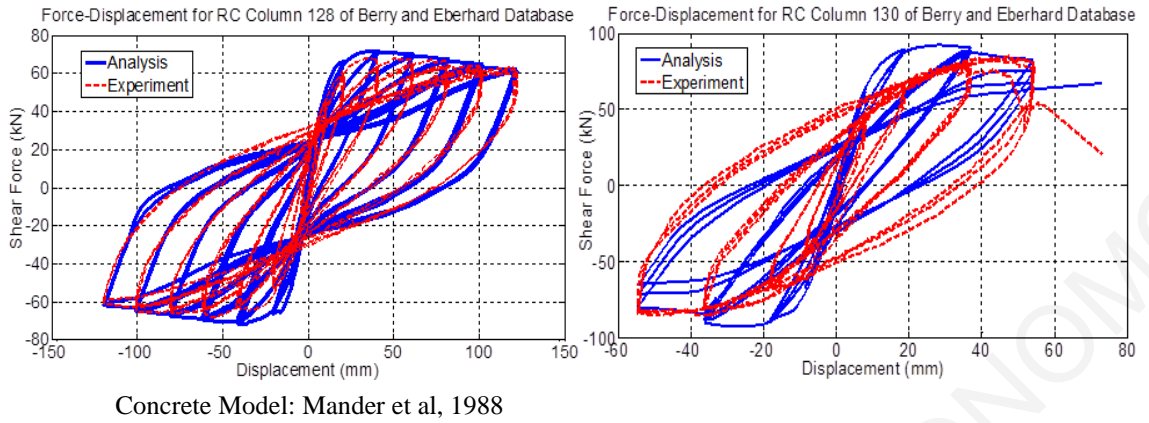 Force-Displacement for RC Column 128 of Berry and Eberhard Database
80
60
40
20
0
-20
-40
-60
-80
Shear Force (kN)
Analysis
Experiment
-150
-100
-50
0
50
100
150
Displacement (mm)
Force-Displacement for RC Column 130 of Berry and Eberhard Database
100
50
0
-50
-100
Shear Force (kN)
Analysis
Experiment
-60
-40
-20
0
20
40
60
80
Displacement (mm)
Concrete Model: Mander et al, 1988